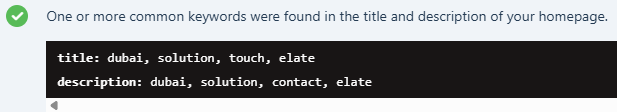 One or more common keywords were found in the title and description of your homepage.
title: dubai, solution, touch, elate
description: dubai, solution, contact, elate